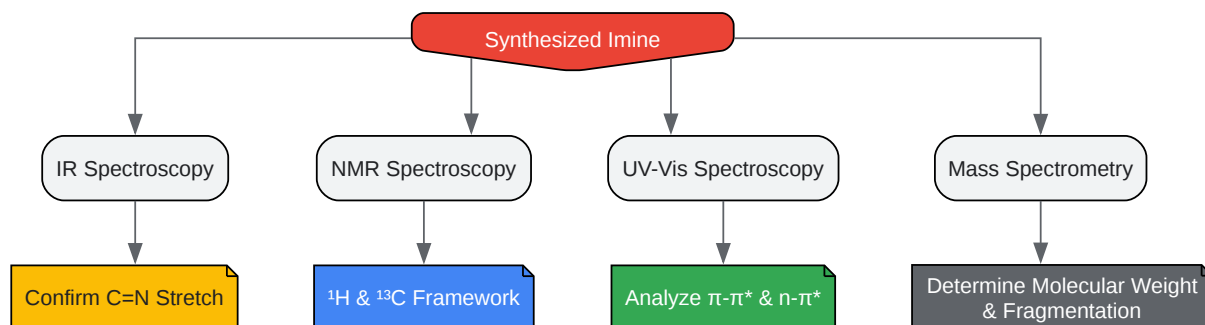 Synthesized Imine
IR Spectroscopy
NMR Spectroscopy
UV-Vis Spectroscopy
Mass Spectrometry
Confirm C=N Stretch
¹H & ¹³C Framework
Analyze π-π* & n-π*
Determine Molecular Weight
& Fragmentation